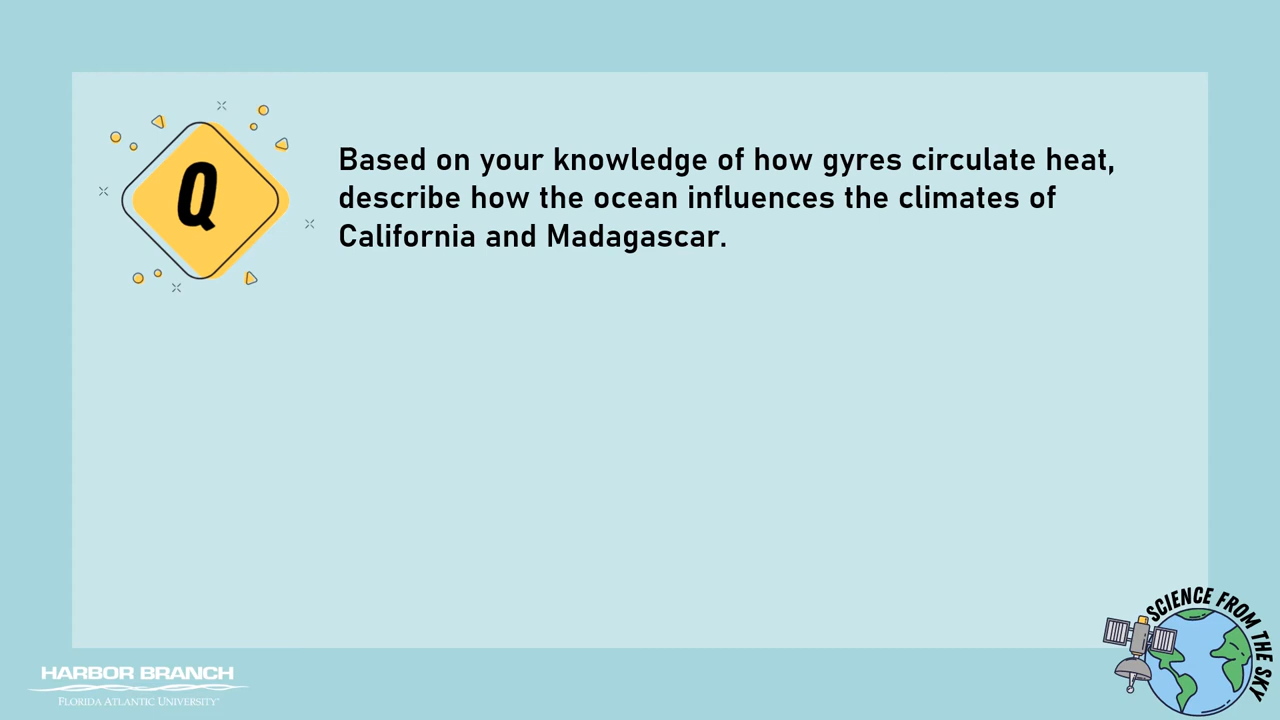 Q
Based on your knowledge of how gyres circulate heat,
describe how the ocean influences the climates of
California and Madagascar.
SCIENCE FROM THE SKY
HARBOR BRANCH
FLORIDA ATLANTIC UNIVERSITY